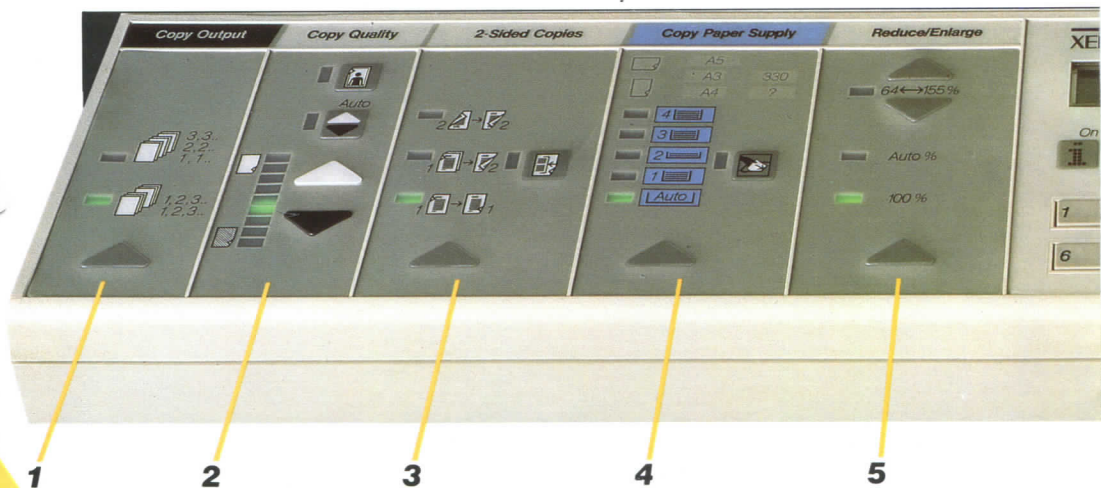 Copy Output
Copy Quality
2-Sided Copies
Copy Paper Supply
Reduce/Enlarge
XE
3,3..
2,2..
1,1..
1,2,3..
1,2,3..
Auto
2 → 2
1 → 2
1 → 1
A5
A3 330
A4 ?
4
3
2
1
Auto
64↔155%
Auto %
100 %
On
i
1
6
1
2
3
4
5